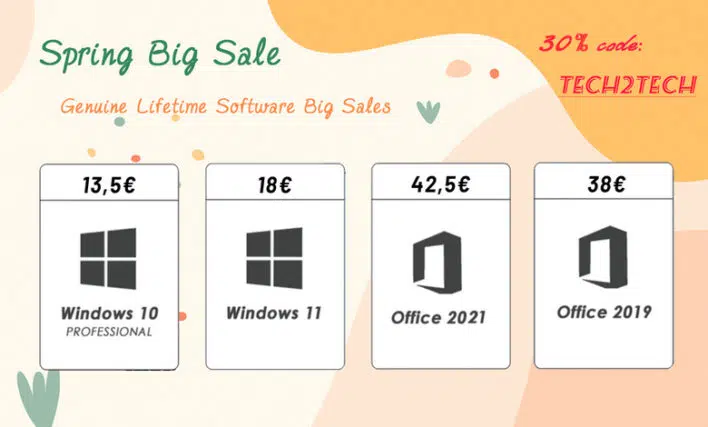 Spring Big Sale
30% code:
TECH2TECH
Genuine Lifetime Software Big Sales
13,5€
18€
42,5€
38€
Windows 10
PROFESSIONAL
Windows 11
Office 2021
Office 2019